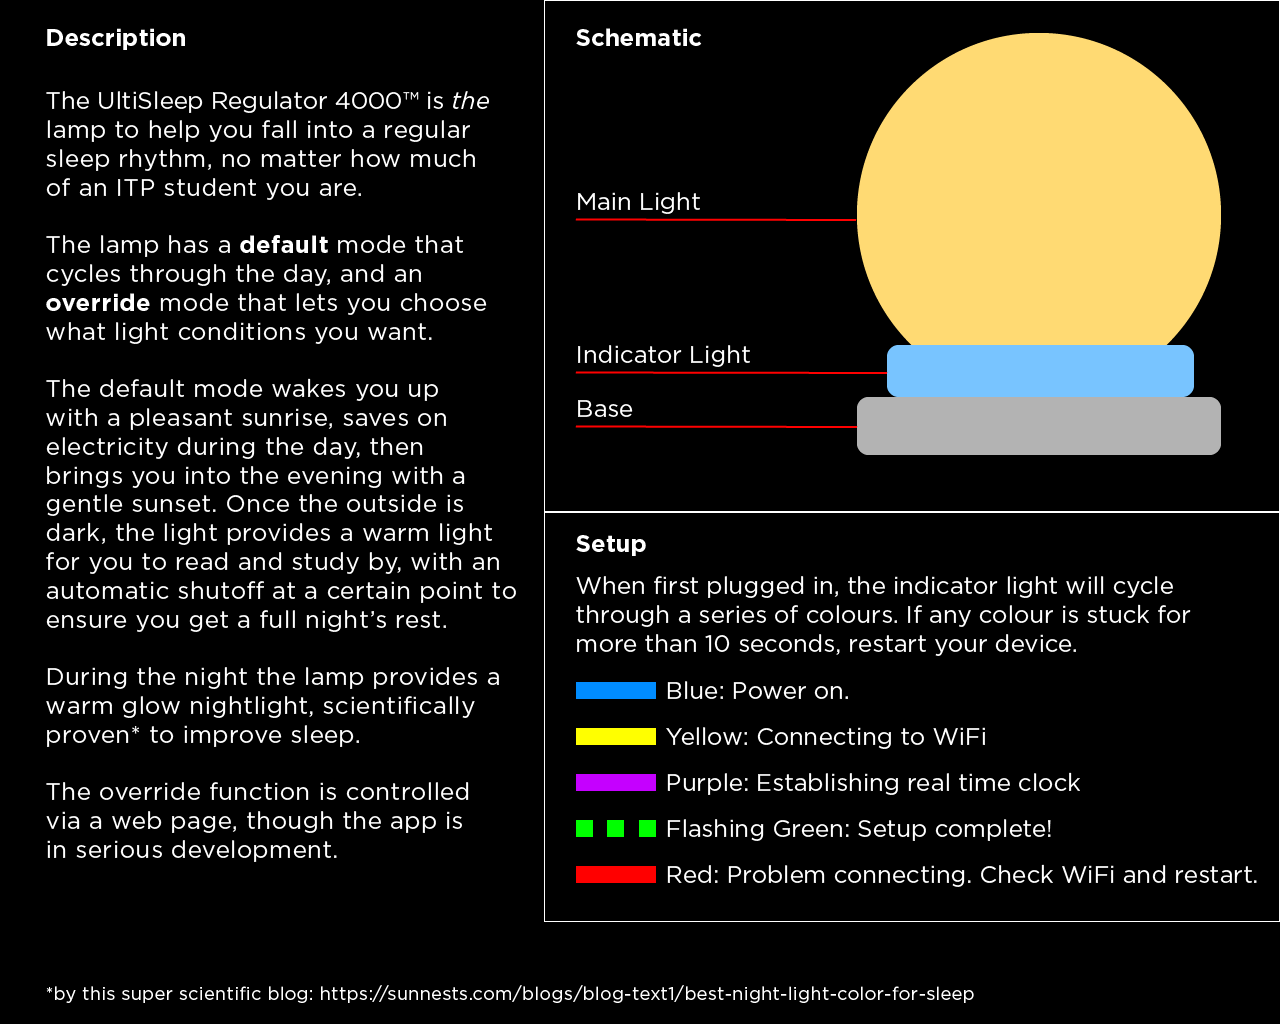 Description
The UltiSleep Regulator 4000™ is the
lamp to help you fall into a regular
sleep rhythm, no matter how much
of an ITP student you are.
The lamp has a default mode that
cycles through the day, and an
override mode that lets you choose
what light conditions you want.
The default mode wakes you up
with a pleasant sunrise, saves on
electricity during the day, then
brings you into the evening with a
gentle sunset. Once the outside is
dark, the light provides a warm light
for you to read and study by, with an
automatic shutoff at a certain point to
ensure you get a full night’s rest.
During the night the lamp provides a
warm glow nightlight, scientifically
proven* to improve sleep.
The override function is controlled
via a web page, though the app is
in serious development.
Schematic
Main Light
Indicator Light
Base
Setup
When first plugged in, the indicator light will cycle
through a series of colours. If any colour is stuck for
more than 10 seconds, restart your device.
Blue: Power on.
Yellow: Connecting to WiFi
Purple: Establishing real time clock
Flashing Green: Setup complete!
Red: Problem connecting. Check WiFi and restart.
*by this super scientific blog: https://sunnests.com/blogs/blog-text1/best-night-light-color-for-sleep